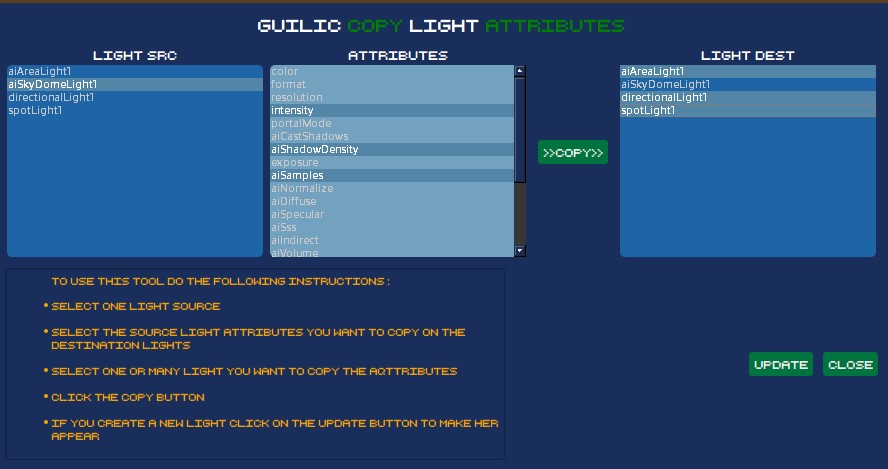 GUILIC COPY LIGHT ATTRIBUTES
LIGHT SRC
ATTRIBUTES
LIGHT DEST
aiAreaLight1
aiSkyDomeLight1
directionalLight1
spotLight1
color
format
resolution
intensity
portalMode
aiCastShadows
aiShadowDensity
exposure
aiSamples
aiNormalize
aiDiffuse
aiSpecular
aiSss
aiIndirect
aiVolume
>>COPY>>
aiAreaLight1
aiSkyDomeLight1
directionalLight1
spotLight1
TO USE THIS TOOL DO THE FOLLOWING INSTRUCTIONS :
• SELECT ONE LIGHT SOURCE
• SELECT THE SOURCE LIGHT ATTRIBUTES YOU WANT TO COPY ON THE
DESTINATION LIGHTS
• SELECT ONE OR MANY LIGHT YOU WANT TO COPY THE AQTTRIBUTES
• CLICK THE COPY BUTTON
• IF YOU CREATE A NEW LIGHT CLICK ON THE UPDATE BUTTON TO MAKE HER
APPEAR
UPDATE
CLOSE